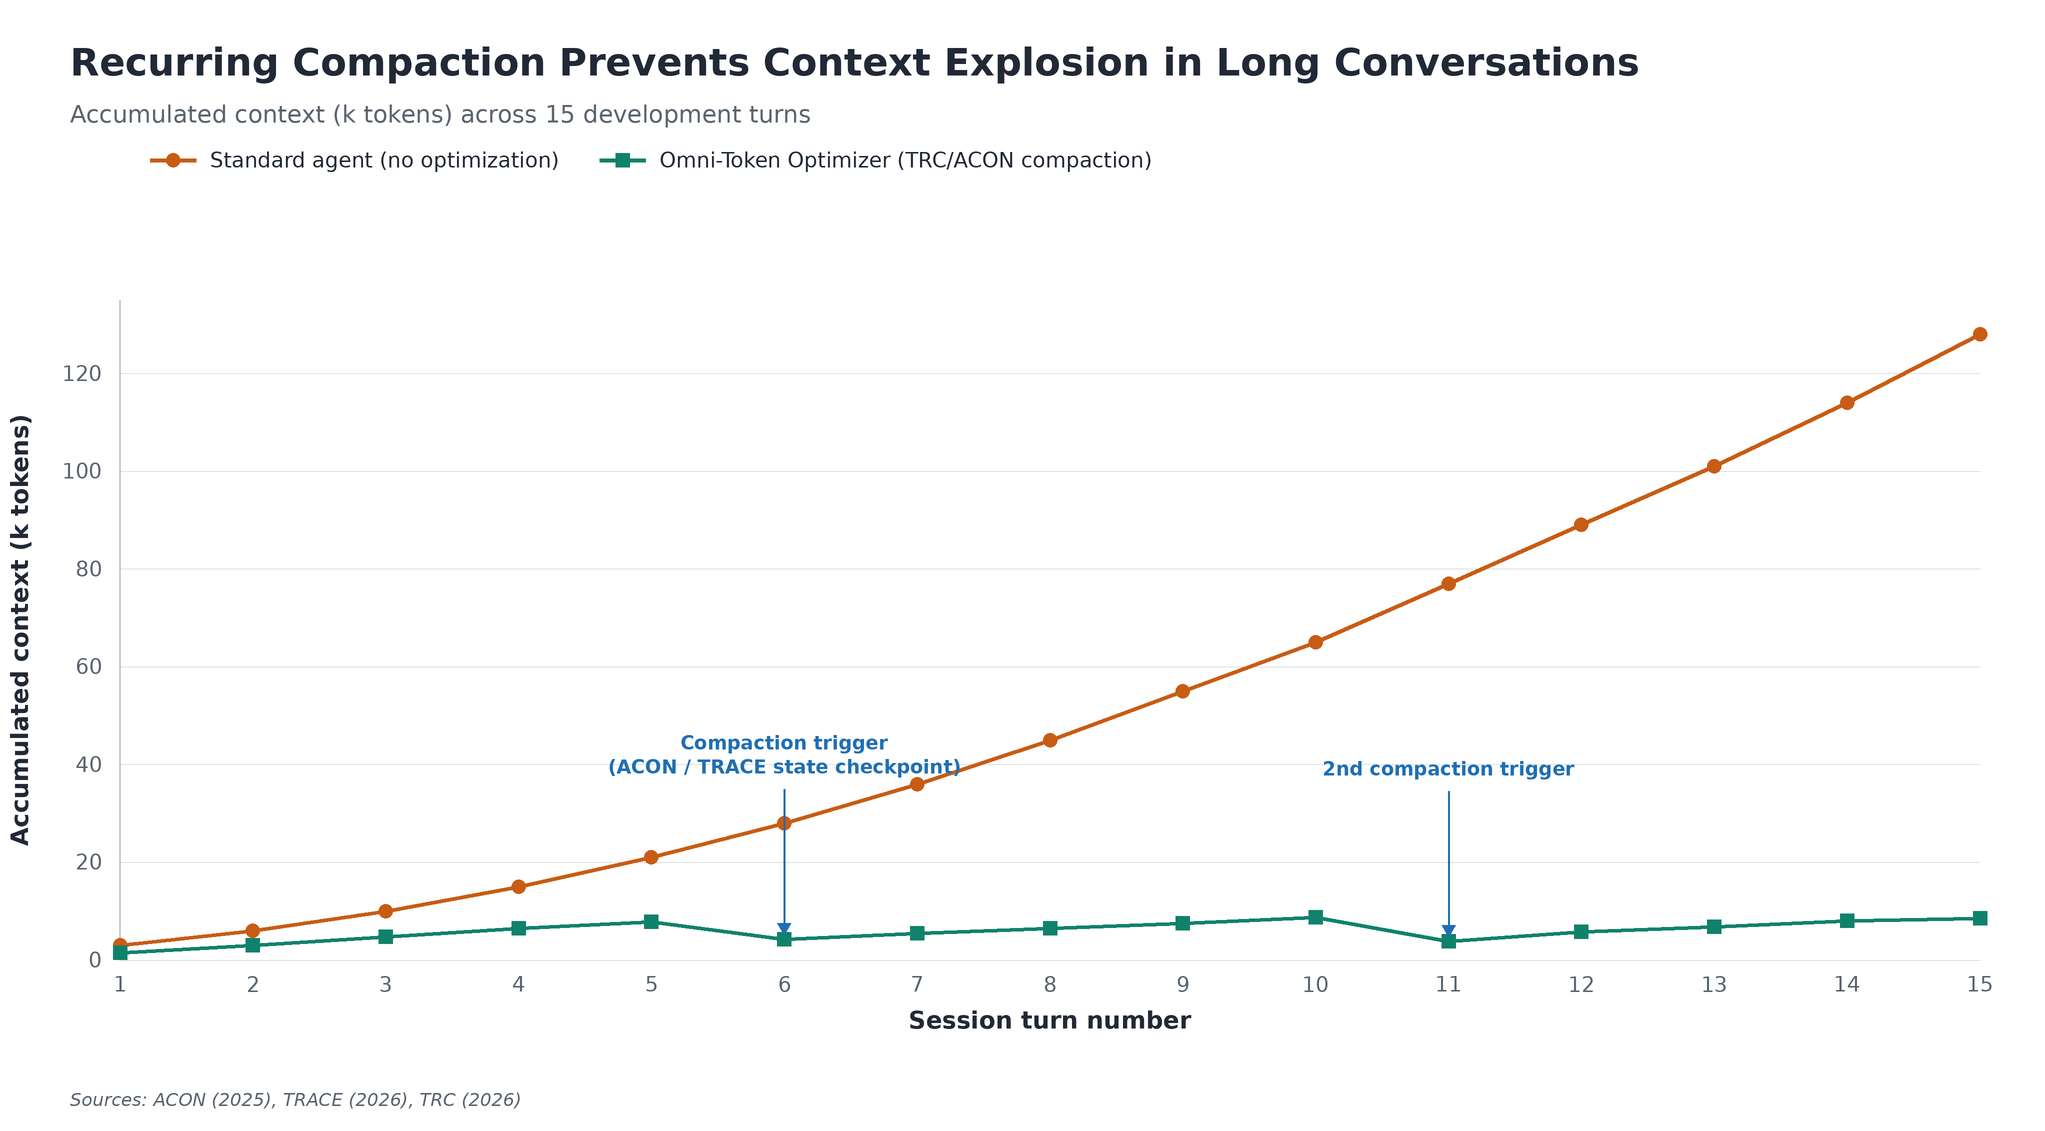 Recurring Compaction Prevents Context Explosion in Long Conversations
Accumulated context (k tokens) across 15 development turns
Standard agent (no optimization)
Omni-Token Optimizer (TRC/ACON compaction)
Accumulated context (k tokens)
120
100
80
60
40
20
0
Compaction trigger
(ACON / TRACE state checkpoint)
2nd compaction trigger
1 2 3 4 5 6 7 8 9 10 11 12 13 14 15
Session turn number
Sources: ACON (2025), TRACE (2026), TRC (2026)